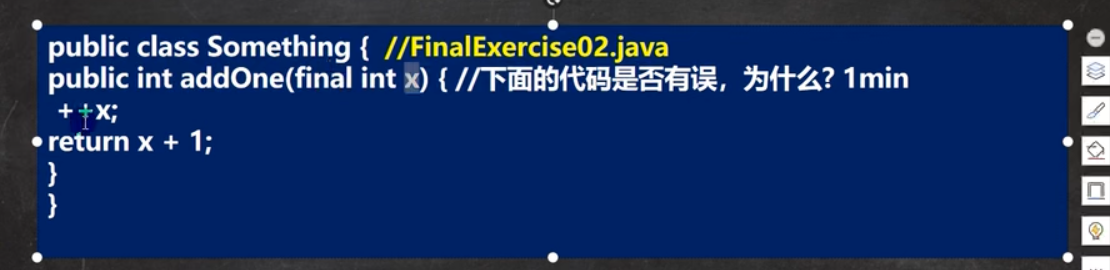 public class Something { //FinalExercise02.java
public int addOne(final int x) { //下面的代码是否有误，为什么? 1min
++x;
return x + 1;
}
}